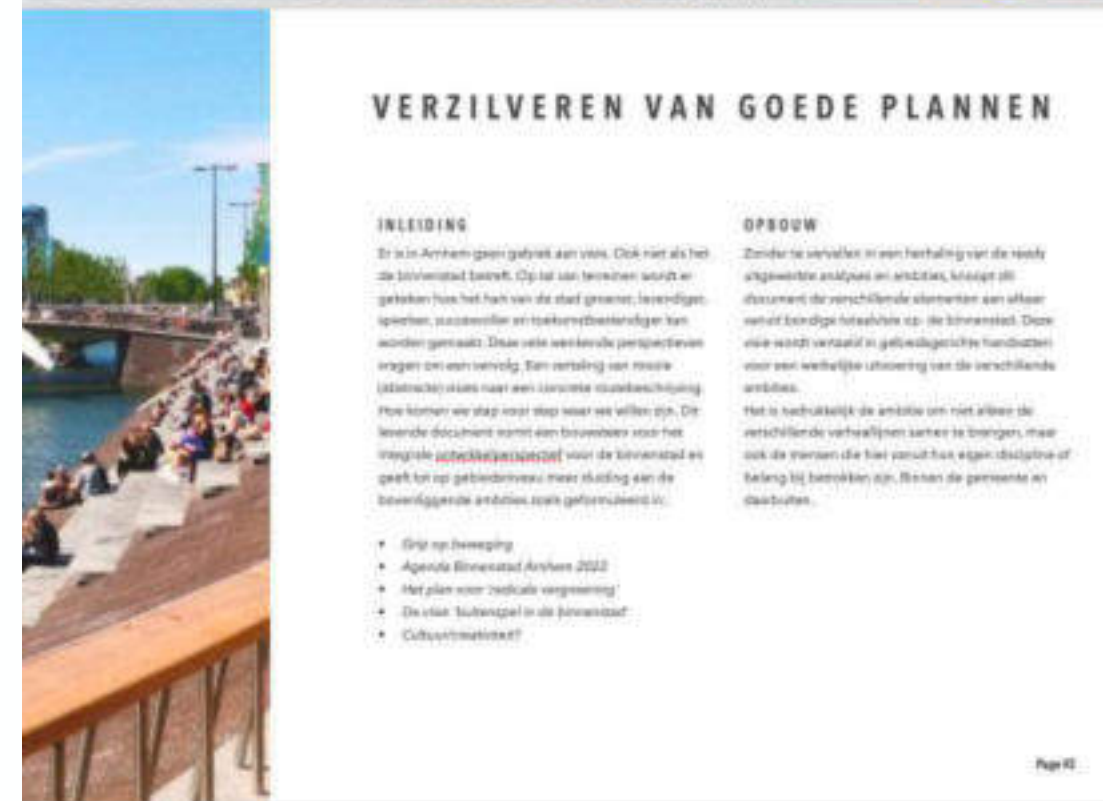 VERZILVEREN VAN GOEDE PLANNEN
INLEIDING
Er is in Arnhem geen gebrek aan visie. Ook niet als het
de binnenstad betreft. Op tal van terreinen wordt er
gekeken hoe het hart van de stad groener, levendiger,
sportiever, succesvoller en toekomstbestendiger kan
worden gemaakt. Deze vele wenkende perspectieven
vragen om een vervolg. Een vertaling van mooie
(abstracte) visies naar een concrete routebeschrijving.
Hoe komen we stap voor stap waar we willen zijn. Dit
levende document vormt een bouwsteen voor het
integrale ontwikkelperspectief voor de binnenstad en
geeft tot op gebiedsniveau meer duiding aan de
bovenliggende ambities zoals geformuleerd in:
• Grip op beweging
• Agenda Binnenstad Arnhem 2022
• Het plan voor 'radicale vergroening'
• De visie 'buitenspel in de binnenstad'
• Cultuur/creativiteit?
OPBOUW
Zonder te vervallen in een herhaling van de reeds
uitgewerkte analyses en ambities, knoopt dit
document de verschillende elementen aan elkaar
vanuit bondige totaalvisie op de binnenstad. Deze
visie wordt vertaald in gebiedsgerichte handvatten
voor een werkelijke uitvoering van de verschillende
ambities.
Het is nadrukkelijk de ambitie om niet alleen de
verschillende verhaallijnen samen te brengen, maar
ook de mensen die hier vanuit hun eigen discipline of
belang bij betrokken zijn. Binnen de gemeente en
daarbuiten.
Page